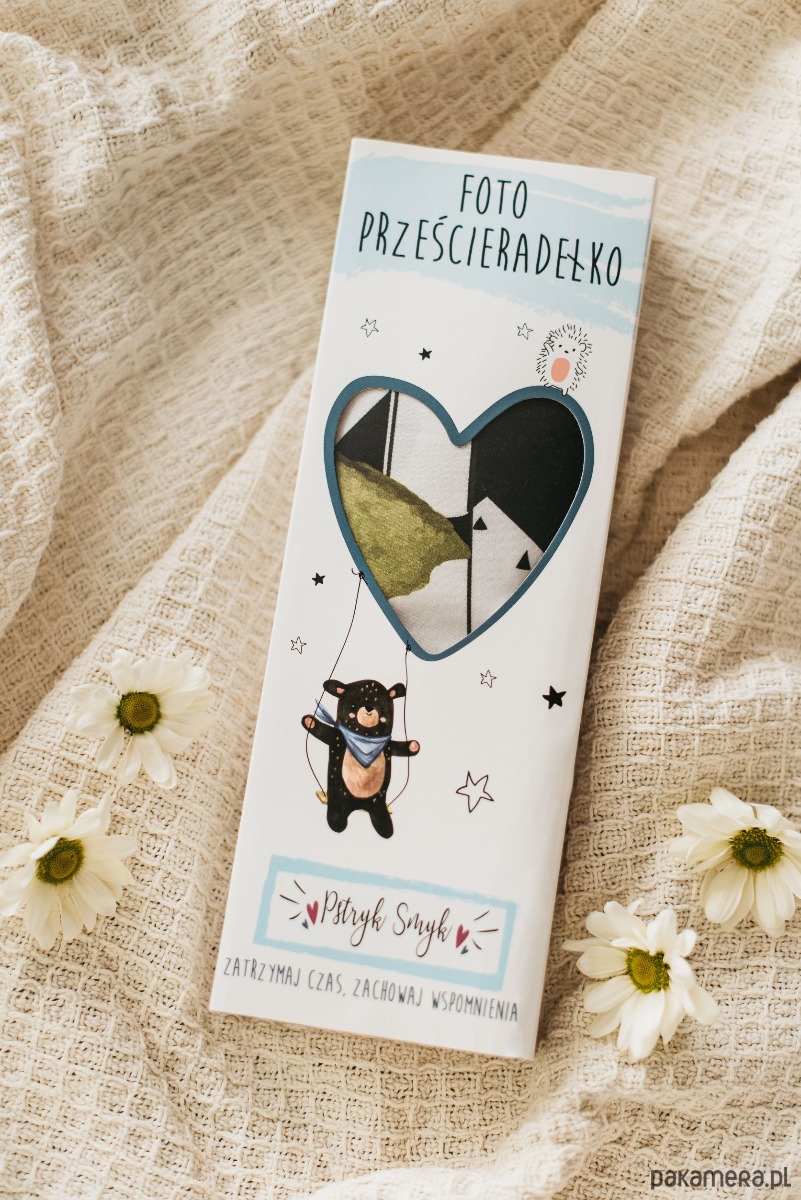 FOTO
PRZEŚCIERADEŁKO
Pstryk Smyk
ZATRZYMAJ CZAS, ZACHOWAJ WSPOMNIENIA
pakamera.pl